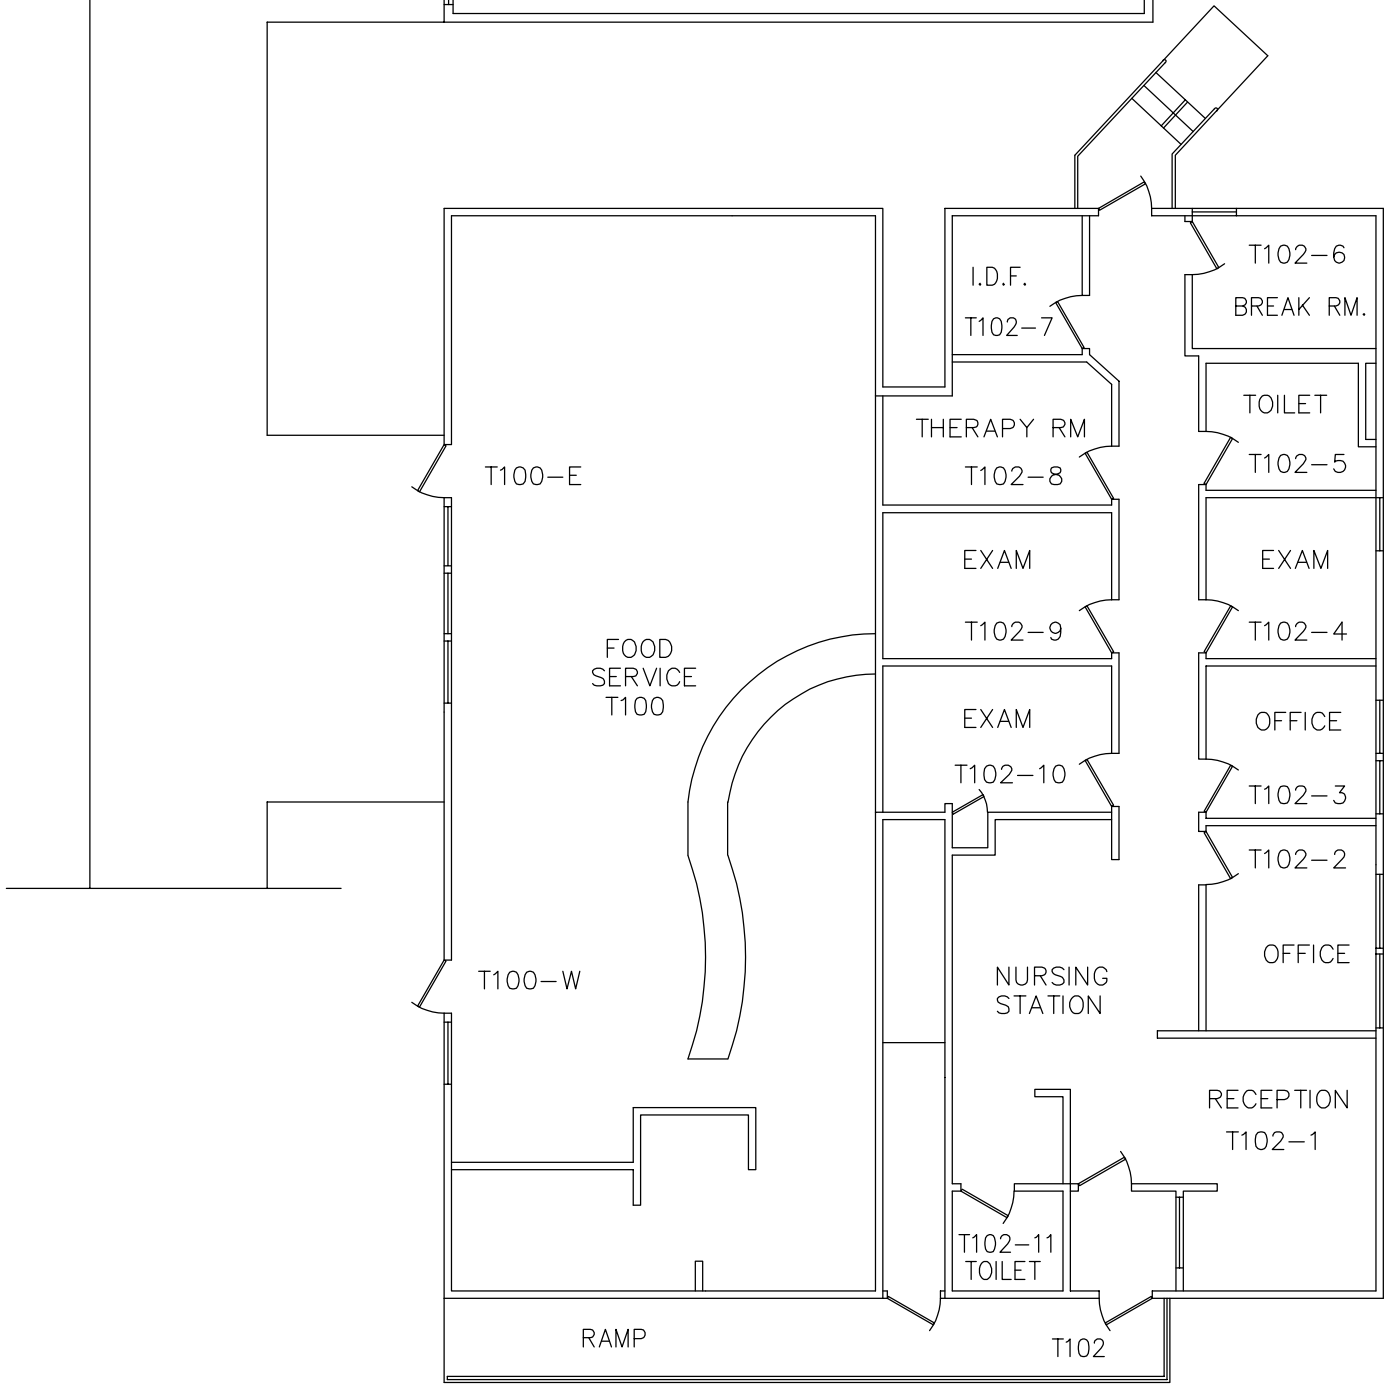 T102-6
BREAK RM.
I.D.F.
T102-7
TOILET
T102-5
THERAPY RM
T102-8
T100-E
EXAM
T102-9
EXAM
T102-4
FOOD
SERVICE
T100
EXAM
T102-10
OFFICE
T102-3
T102-2
OFFICE
T100-W
NURSING
STATION
RECEPTION
T102-1
T102-11
TOILET
RAMP
T102